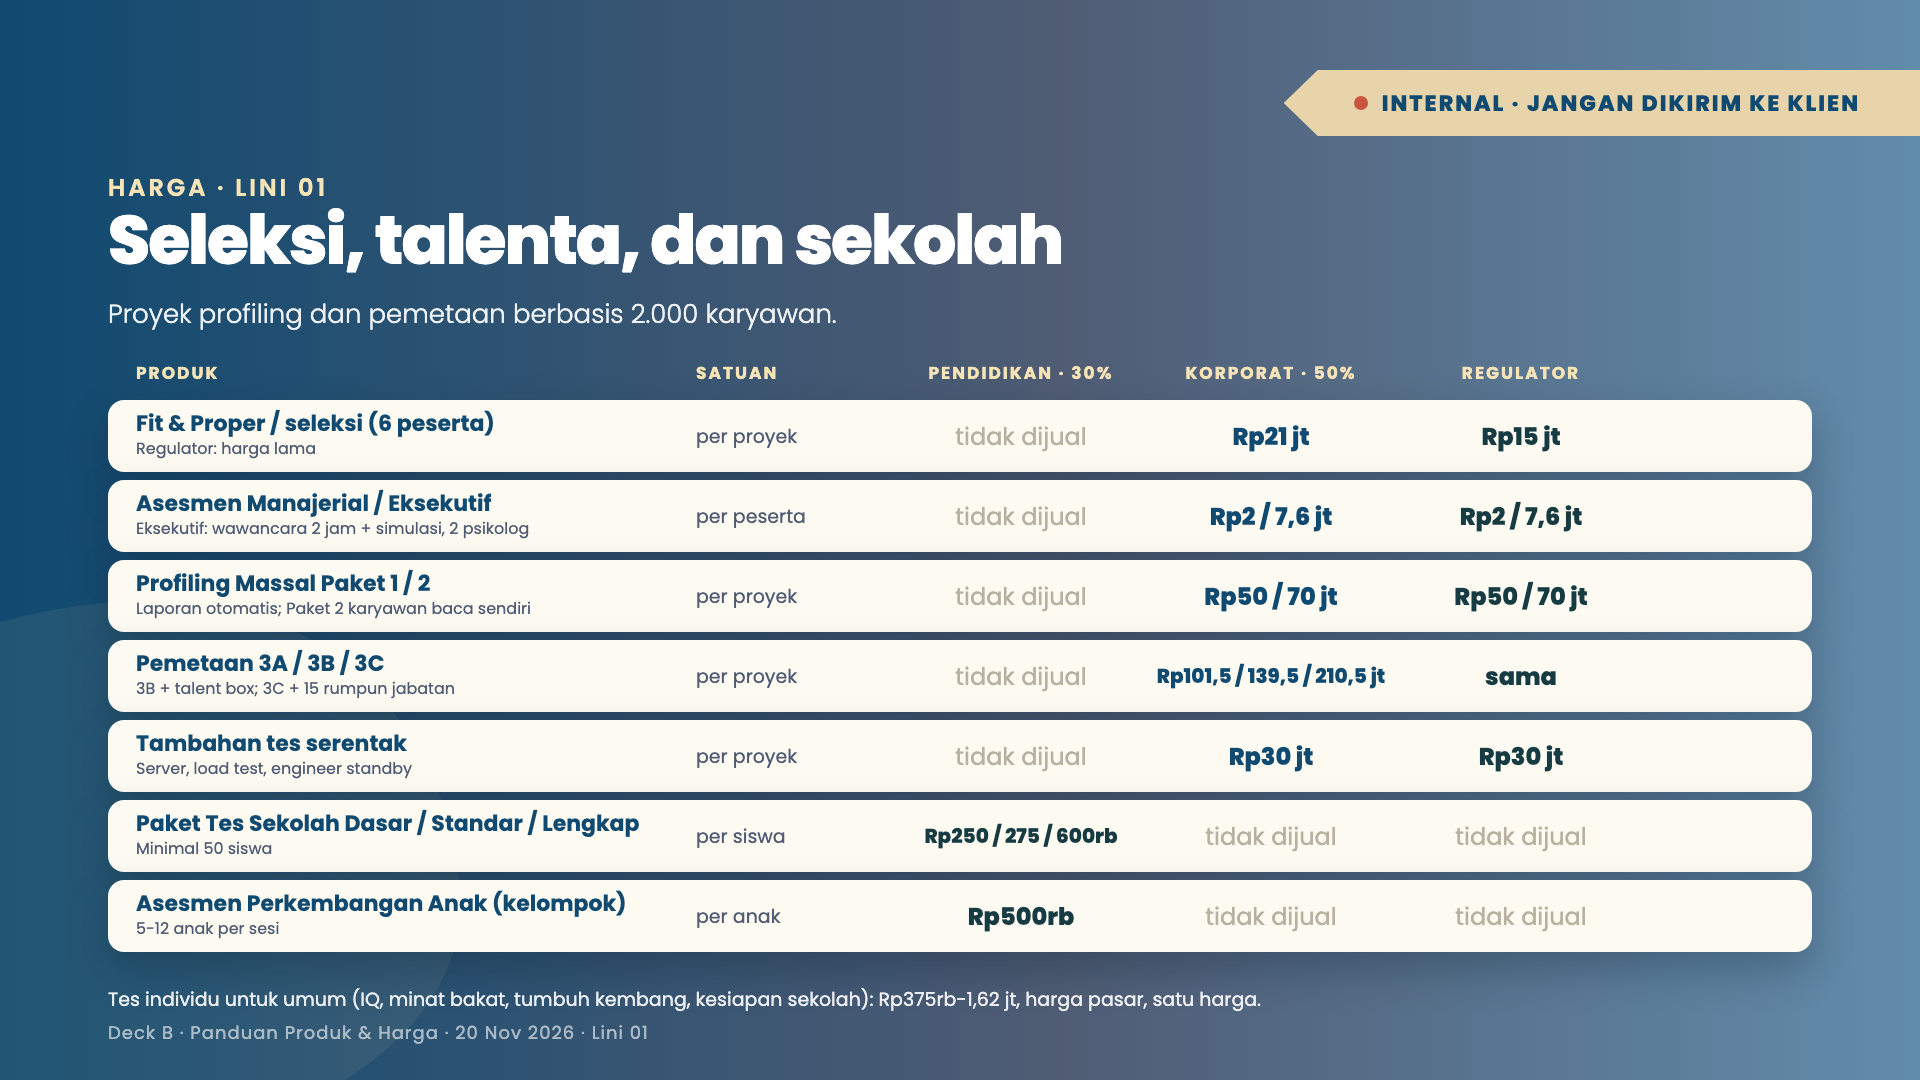 INTERNAL · JANGAN DIKIRIM KE KLIEN
HARGA · LINI 01
Seleksi, talenta, dan sekolah
Proyek profiling dan pemetaan berbasis 2.000 karyawan.
PRODUK SATUAN PENDIDIKAN · 30% KORPORAT · 50% REGULATOR
Fit & Proper / seleksi (6 peserta)
Regulator: harga lama
per proyek tidak dijual Rp21 jt Rp15 jt
Asesmen Manajerial / Eksekutif
Eksekutif: wawancara 2 jam + simulasi, 2 psikolog
per peserta tidak dijual Rp2 / 7,6 jt Rp2 / 7,6 jt
Profiling Massal Paket 1 / 2
Laporan otomatis; Paket 2 karyawan baca sendiri
per proyek tidak dijual Rp50 / 70 jt Rp50 / 70 jt
Pemetaan 3A / 3B / 3C
3B + talent box; 3C + 15 rumpun jabatan
per proyek tidak dijual Rp101,5 / 139,5 / 210,5 jt sama
Tambahan tes serentak
Server, load test, engineer standby
per proyek tidak dijual Rp30 jt Rp30 jt
Paket Tes Sekolah Dasar / Standar / Lengkap
Minimal 50 siswa
per siswa Rp250 / 275 / 600rb tidak dijual tidak dijual
Asesmen Perkembangan Anak (kelompok)
5-12 anak per sesi
per anak Rp500rb tidak dijual tidak dijual
Tes individu untuk umum (IQ, minat bakat, tumbuh kembang, kesiapan sekolah): Rp375rb-1,62 jt, harga pasar, satu harga.
Deck B · Panduan Produk & Harga · 20 Nov 2026 · Lini 01